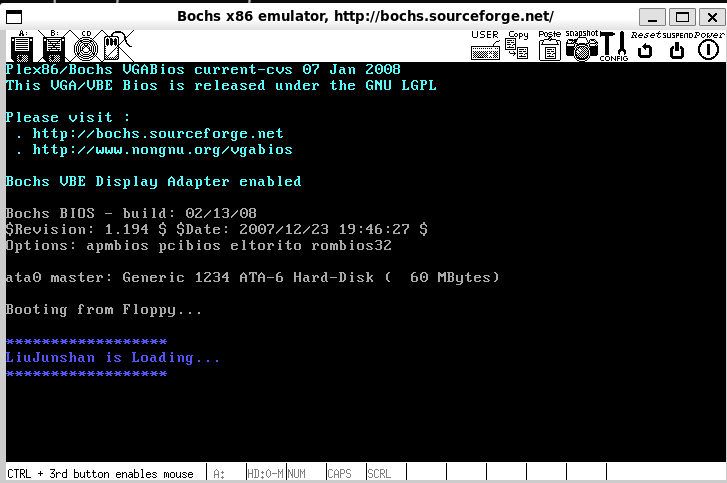 Bochs x86 emulator, http://bochs.sourceforge.net/
A: B: CD USER Copy Paste Snapshot CONFIG Reset SUSPEND Power
Plex86/Bochs VGABios current-cvs 07 Jan 2008
This VGA/VBE Bios is released under the GNU LGPL
Please visit :
. http://bochs.sourceforge.net
. http://www.nongnu.org/vgabios
Bochs VBE Display Adapter enabled
Bochs BIOS - build: 02/13/08
$Revision: 1.194 $ $Date: 2007/12/23 19:46:27 $
Options: apmbios pcibios eltorito rombios32
ata0 master: Generic 1234 ATA-6 Hard-Disk (  60 MBytes)
Booting from Floppy...
******************
LiuJunshan is Loading...
******************
CTRL + 3rd button enables mouse A: HD:0-M NUM CAPS SCRL